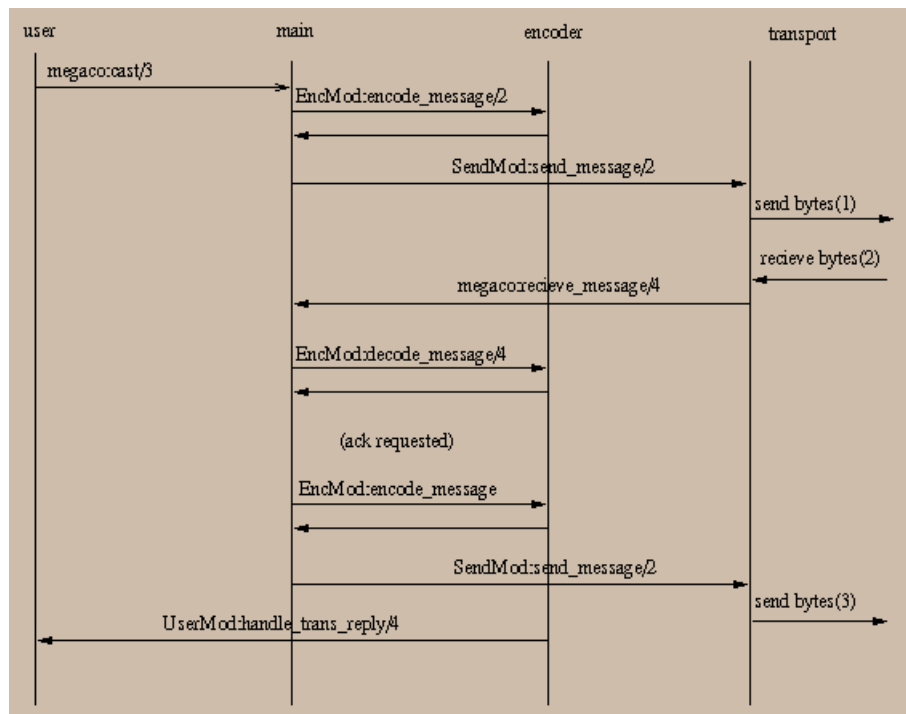 user main encoder transport
megaco:cast/3
EncMod:encode_message/2
SendMod:send_message/2
send bytes(1)
recieve bytes(2)
megaco:recieve_message/4
EncMod:decode_message/4
(ack requested)
EncMod:encode_message
SendMod:send_message/2
send bytes(3)
UserMod:handle_trans_reply/4